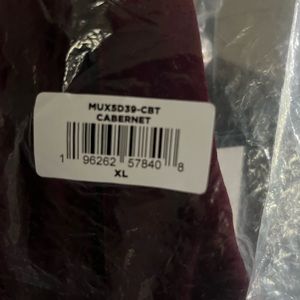 MUX5D39-CBT
CABERNET
1 96262 57840 8
XL